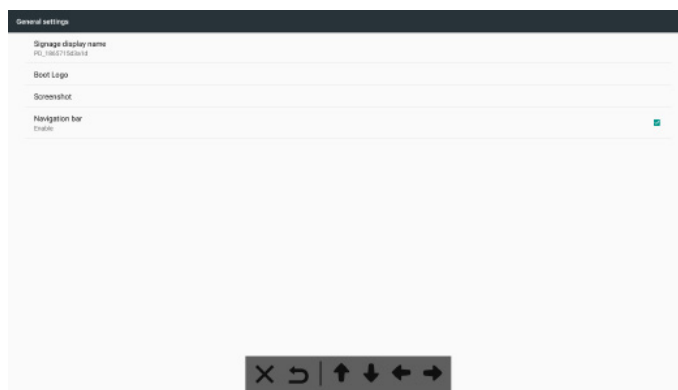 General settings
Signage display name
Boot Logo
Screenshot
Navigation bar
Enable